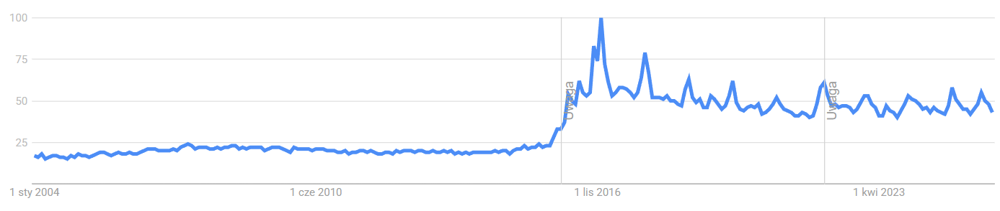 100
75
50
25
Uwaga
Uwaga
1 sty 2004
1 cze 2010
1 lis 2016
1 kwi 2023